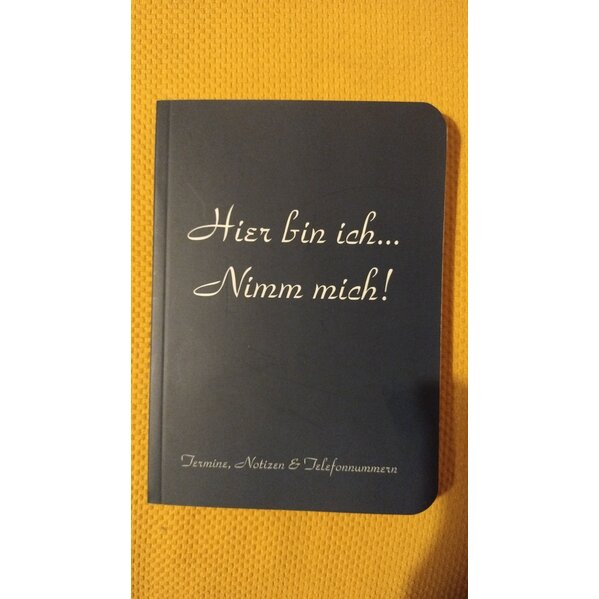 Hier bin ich...
Nimm mich!
Termine, Notizen & Telefonnummern